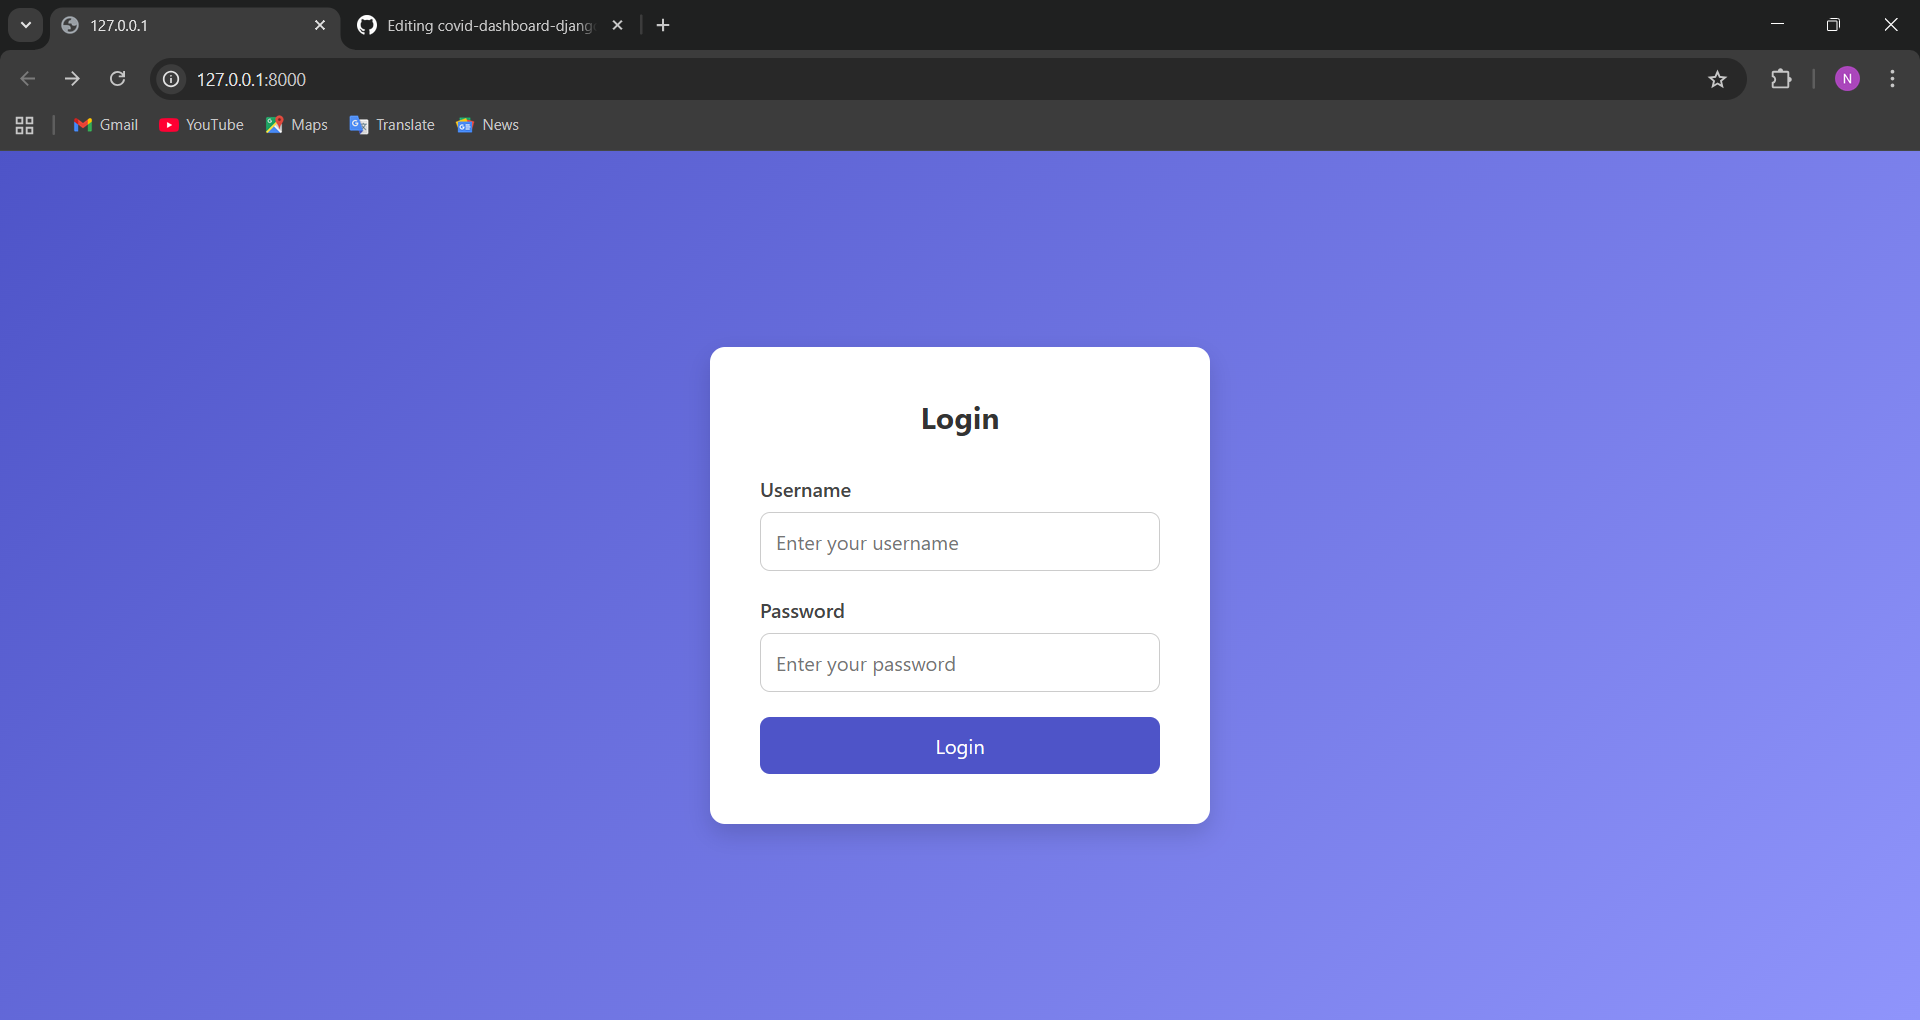 127.0.0.1
Editing covid-dashboard-djang
127.0.0.1:8000
N
Gmail
YouTube
Maps
Translate
News
Login
Username
Enter your username
Password
Enter your password
Login